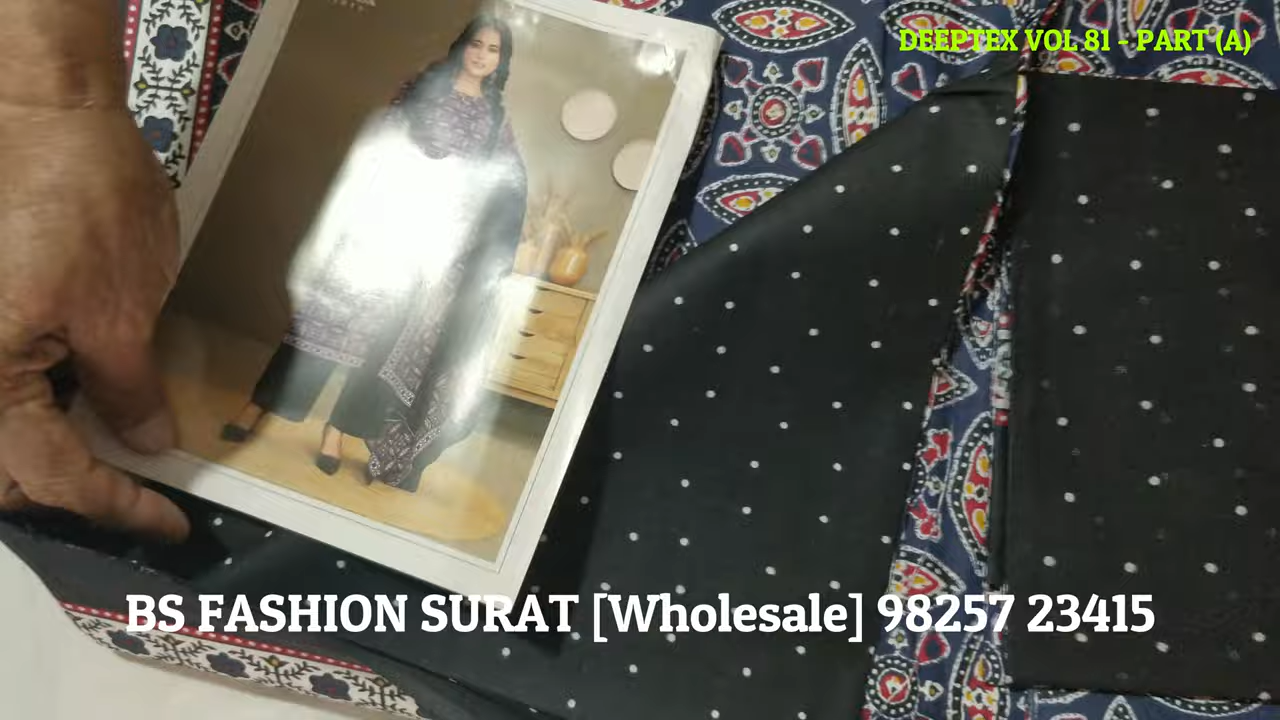 DEEPTEX VOL 81 - PART (A)
BS FASHION SURAT [Wholesale] 98257 23415